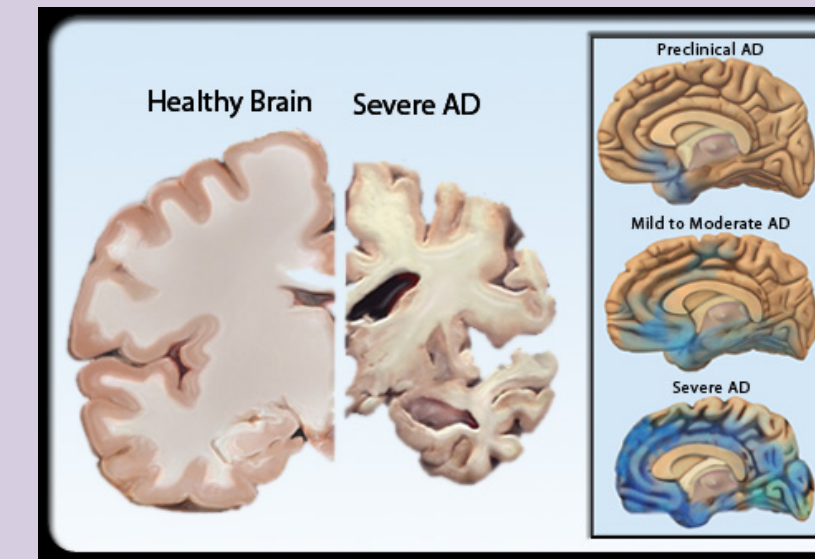 Healthy Brain
Severe AD
Preclinical AD
Mild to Moderate AD
Severe AD